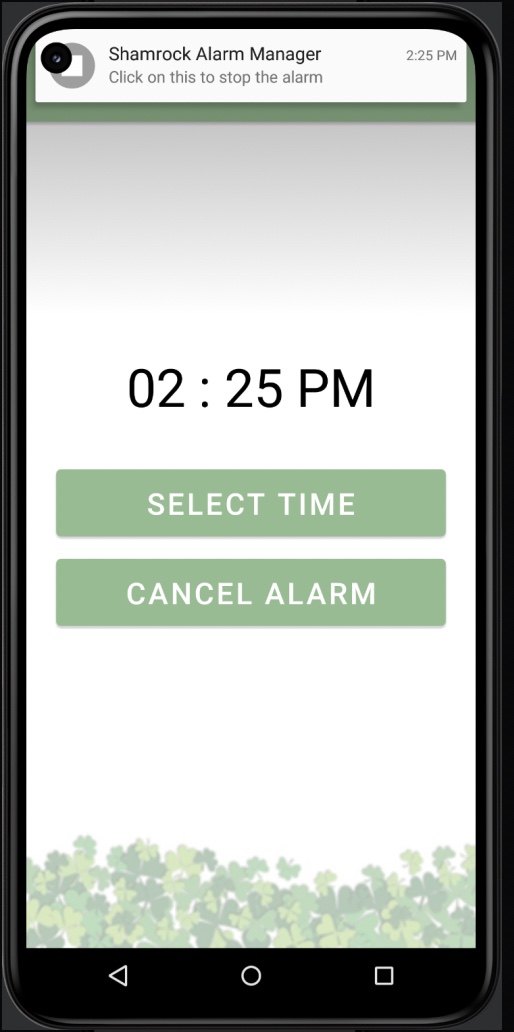 Shamrock Alarm Manager 2:25 PM
Click on this to stop the alarm
02 : 25 PM
SELECT TIME
CANCEL ALARM